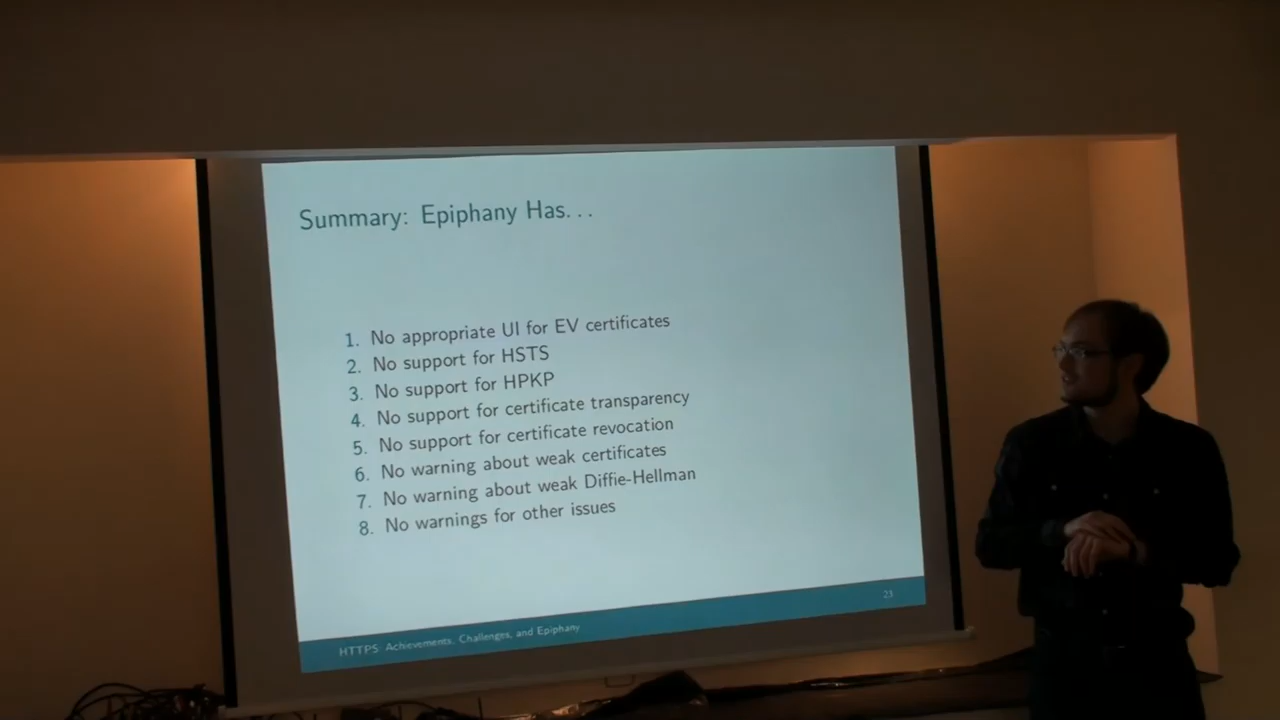 Summary: Epiphany Has...
1. No appropriate UI for EV certificates
2. No support for HSTS
3. No support for HPKP
4. No support for certificate transparency
5. No support for certificate revocation
6. No warning about weak certificates
7. No warning about weak Diffie-Hellman
8. No warnings for other issues
23
HTTPS: Achievements, Challenges, and Epiphany